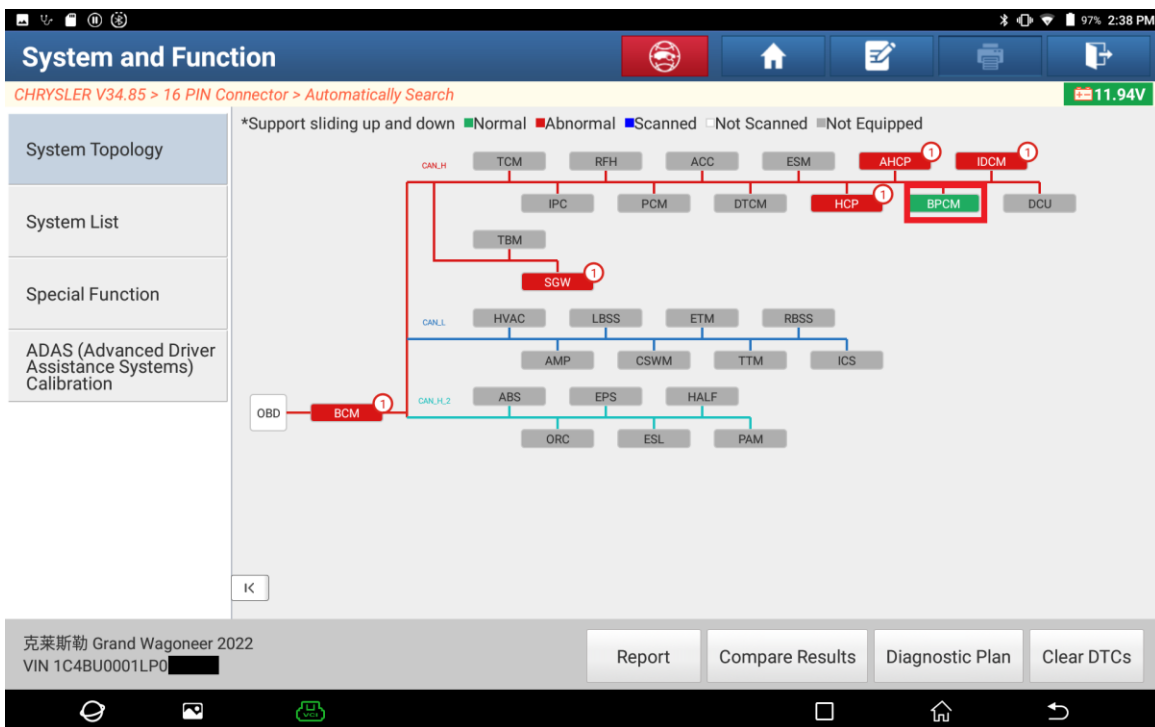 97% 2:38 PM
System and Function
CHRYSLER V34.85 > 16 PIN Connector > Automatically Search
11.94V
System Topology
System List
Special Function
ADAS (Advanced Driver
Assistance Systems)
Calibration
*Support sliding up and down Normal Abnormal Scanned Not Scanned Not Equipped
CAN_H TCM RFH ACC ESM AHCP 1 IDCM 1
IPC PCM DTCM HCP 1 BPCM DCU
TBM
SGW 1
CAN_L HVAC LBSS ETM RBSS
AMP CSWM TTM ICS
CAN_H_2 ABS EPS HALF
OBD BCM 1
ORC ESL PAM
克莱斯勒 Grand Wagoneer 2022
VIN 1C4BU0001LP0
Report Compare Results Diagnostic Plan Clear DTCs
VCI